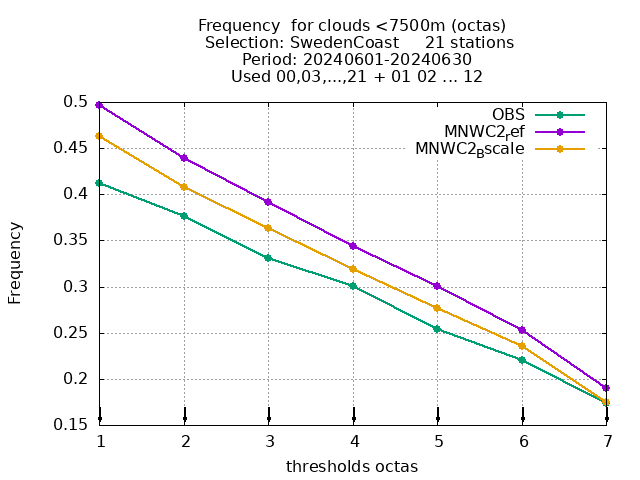 Frequency  for clouds <7500m (octas)
Selection: SwedenCoast     21 stations
Period: 20240601-20240630
Used 00,03,...,21 + 01 02 ... 12
OBS
MNWC2_ref
MNWC2_Bscale
0.5
0.45
0.4
0.35
0.3
0.25
0.2
0.15
Frequency
1 2 3 4 5 6 7
thresholds octas